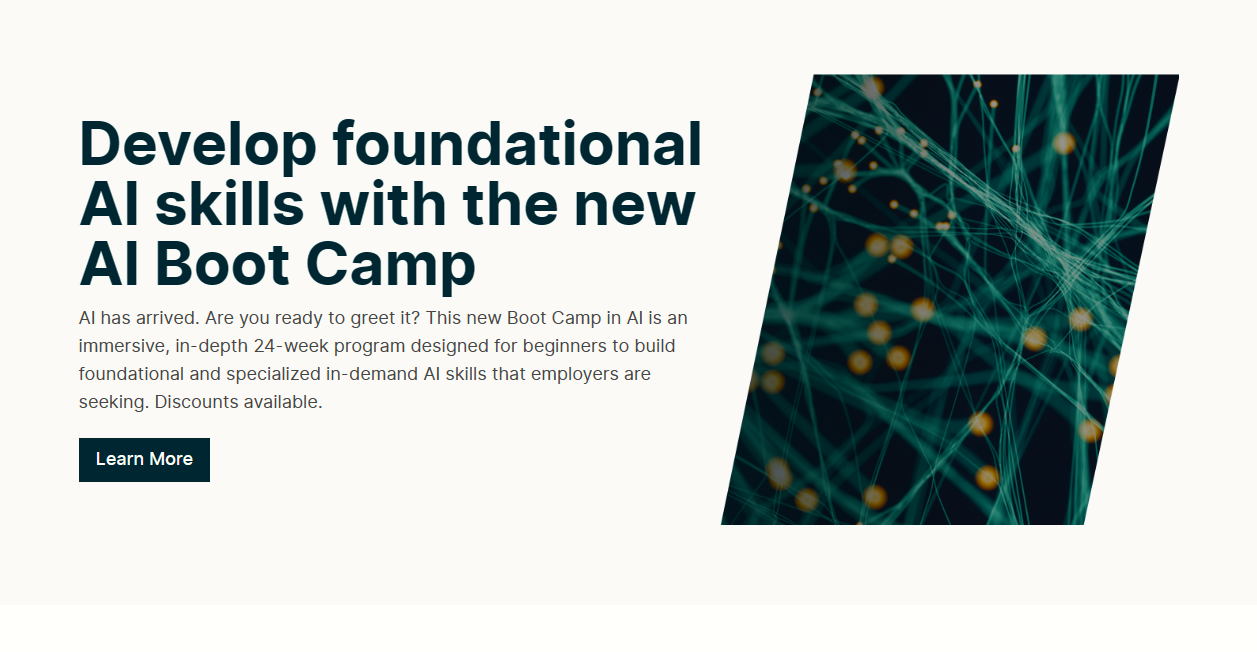 Develop foundational
AI skills with the new
AI Boot Camp
AI has arrived. Are you ready to greet it? This new Boot Camp in AI is an
immersive, in-depth 24-week program designed for beginners to build
foundational and specialized in-demand AI skills that employers are
seeking. Discounts available.
Learn More